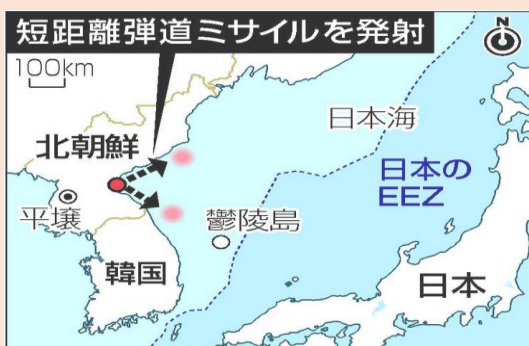 短距離弾道ミサイルを発射
N
100km
日本海
北朝鮮
日本の
EEZ
平壌
鬱陵島
韓国
日本